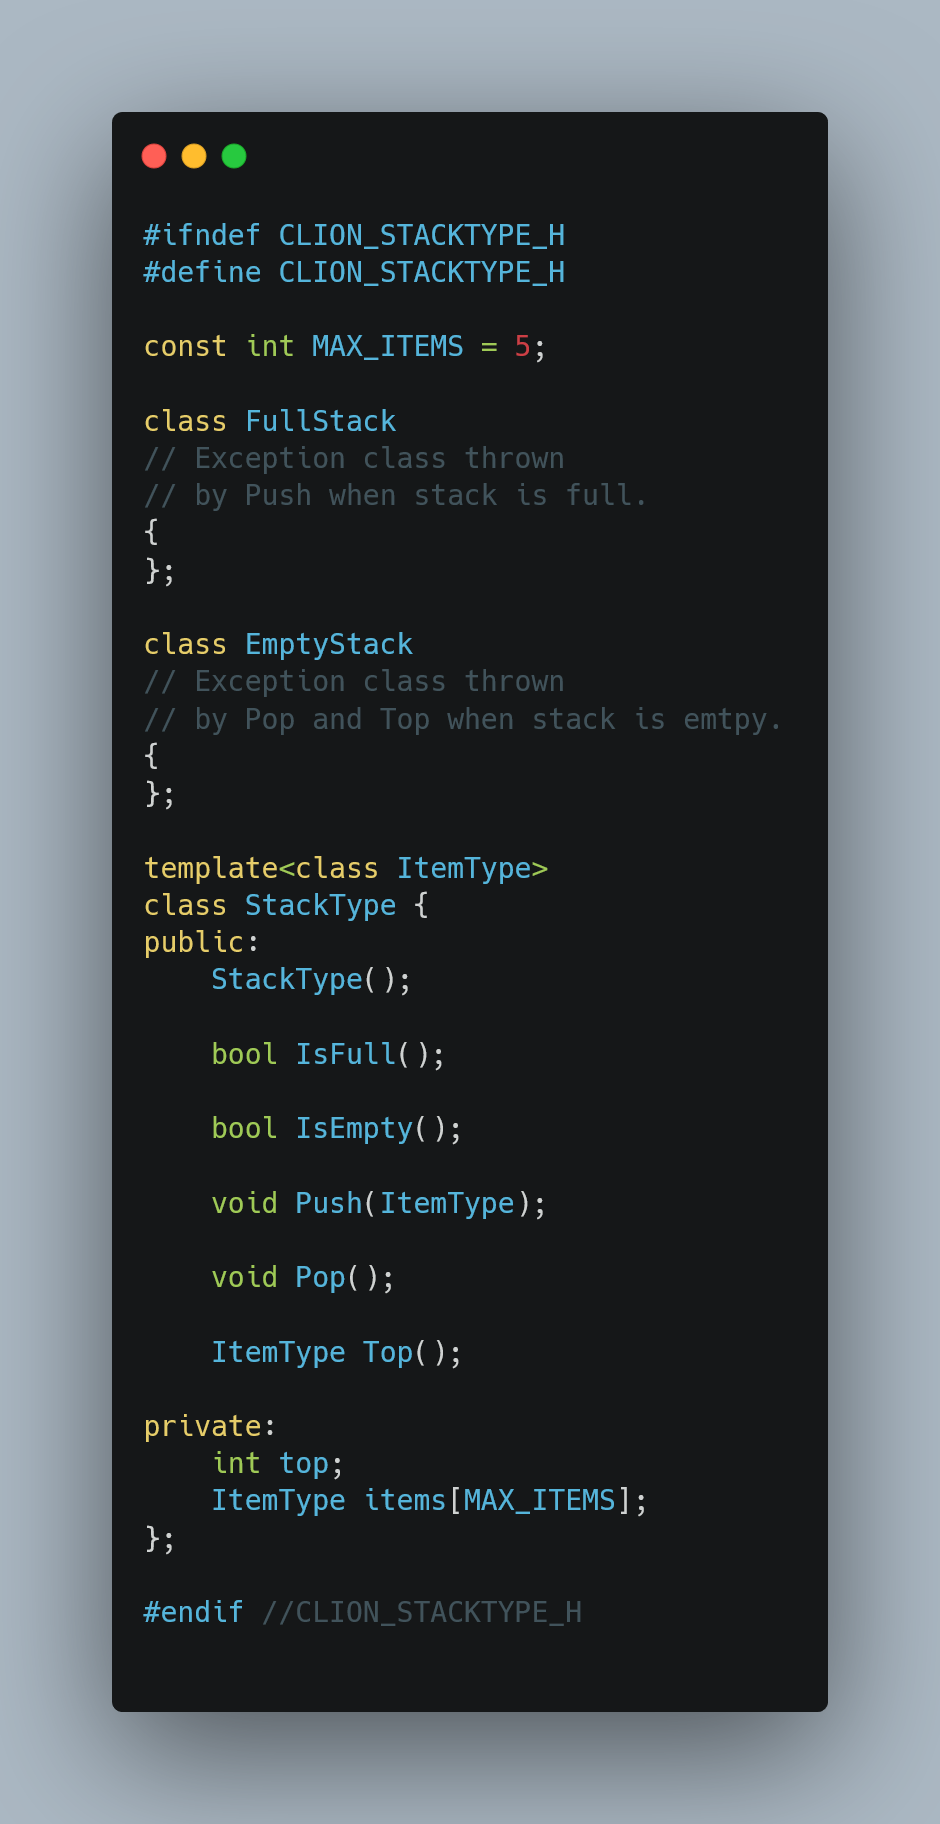 #ifndef CLION_STACKTYPE_H
#define CLION_STACKTYPE_H
const int MAX_ITEMS = 5;
class FullStack
// Exception class thrown
// by Push when stack is full.
{
};
class EmptyStack
// Exception class thrown
// by Pop and Top when stack is emtpy.
{
};
template<class ItemType>
class StackType {
public:
    StackType();
    bool IsFull();
    bool IsEmpty();
    void Push(ItemType);
    void Pop();
    ItemType Top();
private:
    int top;
    ItemType items[MAX_ITEMS];
};
#endif //CLION_STACKTYPE_H